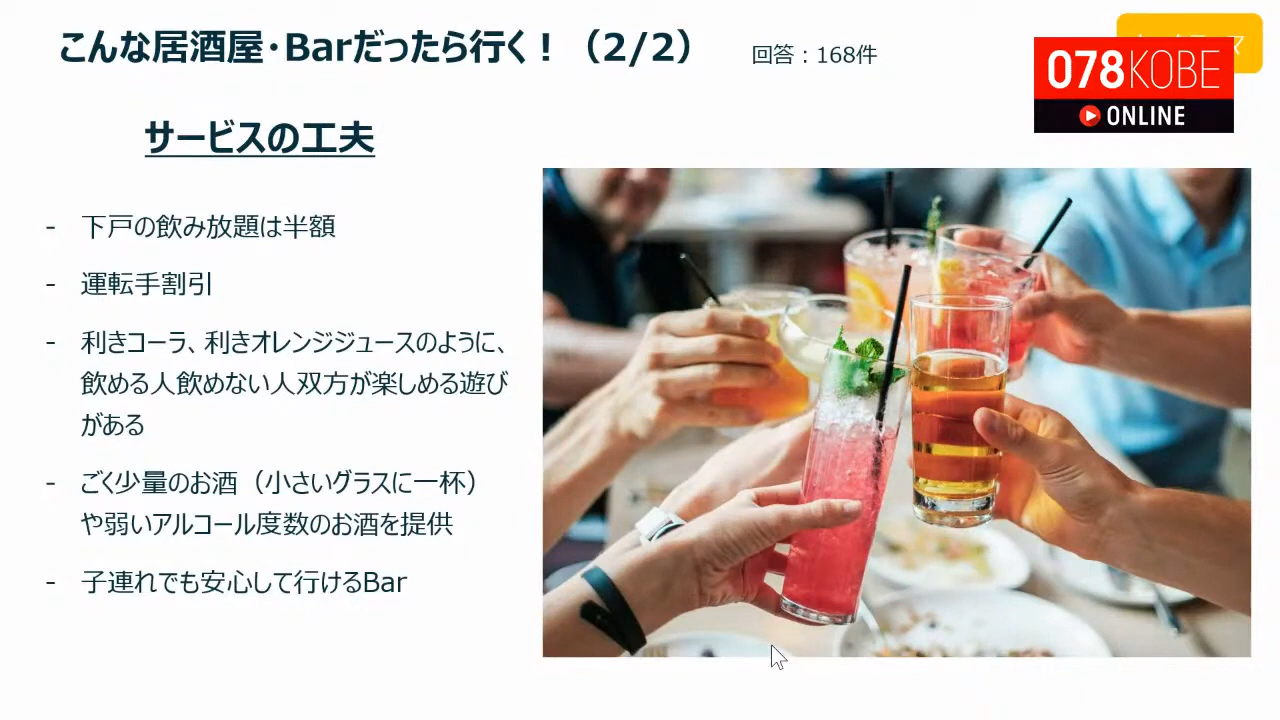 こんな居酒屋・Barだったら行く！（2/2）
回答：168件
078KOBE
ONLINE
サービスの工夫
- 下戸の飲み放題は半額
- 運転手割引
- 利きコーラ、利きオレンジジュースのように、
飲める人飲めない人双方が楽しめる遊び
がある
- ごく少量のお酒（小さいグラスに一杯）
や弱いアルコール度数のお酒を提供
- 子連れでも安心して行けるBar